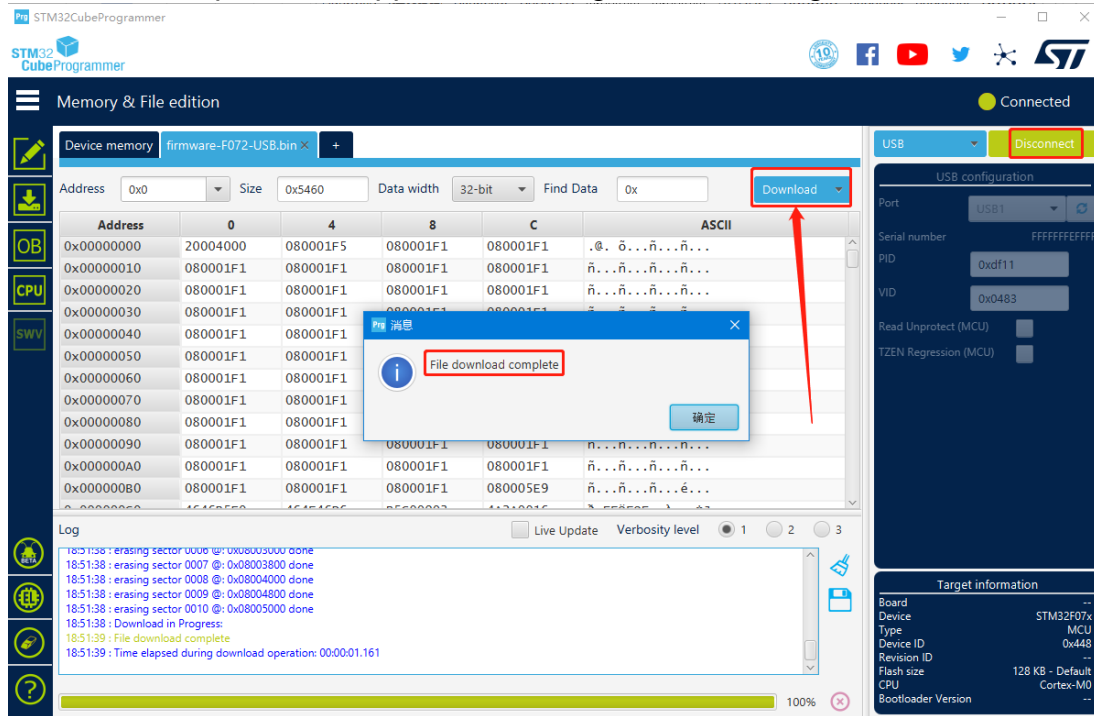 STM32CubeProgrammer
STM32
CubeProgrammer
Memory & File edition
Connected
Device memory firmware-F072-USB.bin × +
USB Disconnect
Address 0x0 Size 0x5460 Data width 32-bit Find Data 0x Download
USB configuration
Port USB1
Serial number FFFFFFFEFFFF
PID 0xdf11
VID 0x0483
Read Unprotect (MCU)
TZEN Regression (MCU)
Address 0 4 8 C ASCII
0x00000000 20004000 080001F5 080001F1 080001F1 .@. õ...ñ...ñ...
0x00000010 080001F1 080001F1 080001F1 080001F1 ñ...ñ...ñ...ñ...
0x00000020 080001F1 080001F1 080001F1 080001F1 ñ...ñ...ñ...ñ...
0x00000030 080001F1 080001F1
0x00000040 080001F1 080001F1
0x00000050 080001F1 080001F1
0x00000060 080001F1 080001F1
0x00000070 080001F1 080001F1
0x00000080 080001F1 080001F1
0x00000090 080001F1 080001F1 080001F1 080001F1 ñ...ñ...ñ...ñ...
0x000000A0 080001F1 080001F1 080001F1 080001F1 ñ...ñ...ñ...ñ...
0x000000B0 080001F1 080001F1 080001F1 080005E9 ñ...ñ...ñ...é...
Prg 消息
File download complete
确定
OB
CPU
SWV
BETA
Log Live Update Verbosity level 1 2 3
18:51:38 : erasing sector 0006 @: 0x08003000 done
18:51:38 : erasing sector 0007 @: 0x08003800 done
18:51:38 : erasing sector 0008 @: 0x08004000 done
18:51:38 : erasing sector 0009 @: 0x08004800 done
18:51:38 : erasing sector 0010 @: 0x08005000 done
18:51:38 : Download in Progress:
18:51:39 : File download complete
18:51:39 : Time elapsed during download operation: 00:00:01.161
100%
Target information
Board --
Device STM32F07x
Type MCU
Device ID 0x448
Revision ID --
Flash size 128 KB - Default
CPU Cortex-M0
Bootloader Version --